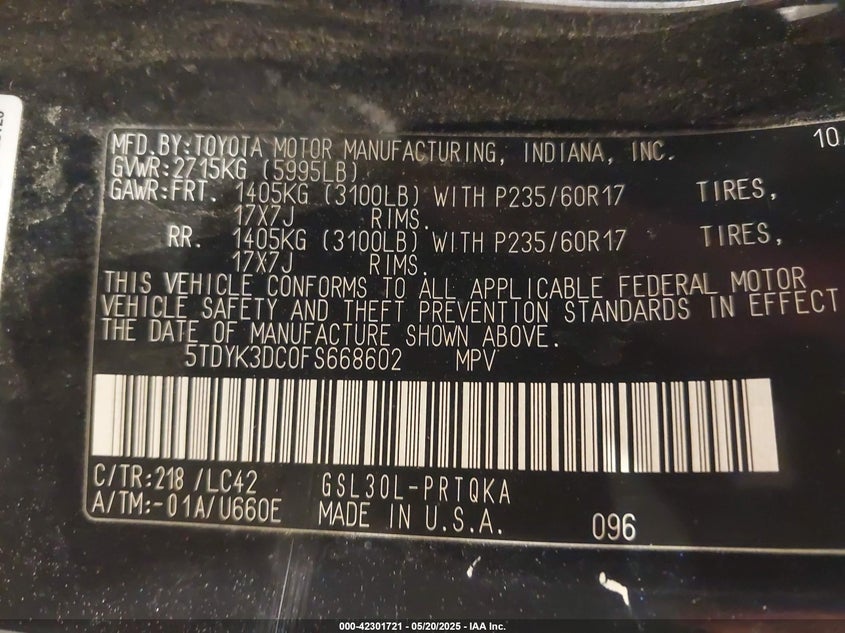 MFD.BY:TOYOTA MOTOR MANUFACTURING, INDIANA, INC. 10
GVWR:2715KG (5995LB)
GAWR:FRT. 1405KG (3100LB) WITH P235/60R17 TIRES,
17X7J RIMS.
RR. 1405KG (3100LB) WITH P235/60R17 TIRES,
17X7J RIMS.
THIS VEHICLE CONFORMS TO ALL APPLICABLE FEDERAL MOTOR
VEHICLE SAFETY AND THEFT PREVENTION STANDARDS IN EFFECT
THE DATE OF MANUFACTURE SHOWN ABOVE.
5TDYK3DC0FS668602 MPV
C/TR:218 /LC42 GSL30L-PRTQKA
A/TM:-01A/U660E MADE IN U.S.A. 096
000-42301721 - 05/20/2025 - IAA Inc.